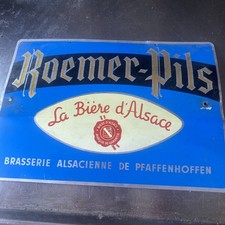 Roemer-Pils
La Bière d'Alsace
BRASSERIE ALSACIENNE DE PFAFFENHOFFEN